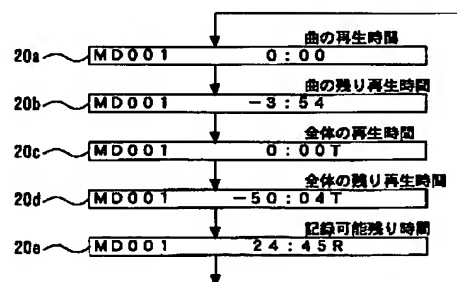 曲の再生時間
20a MD001 0:00
曲の残り再生時間
20b MD001 -3:54
全体の再生時間
20c MD001 0:00T
全体の残り再生時間
20d MD001 -50:04T
記録可能残り時間
20e MD001 24:45R